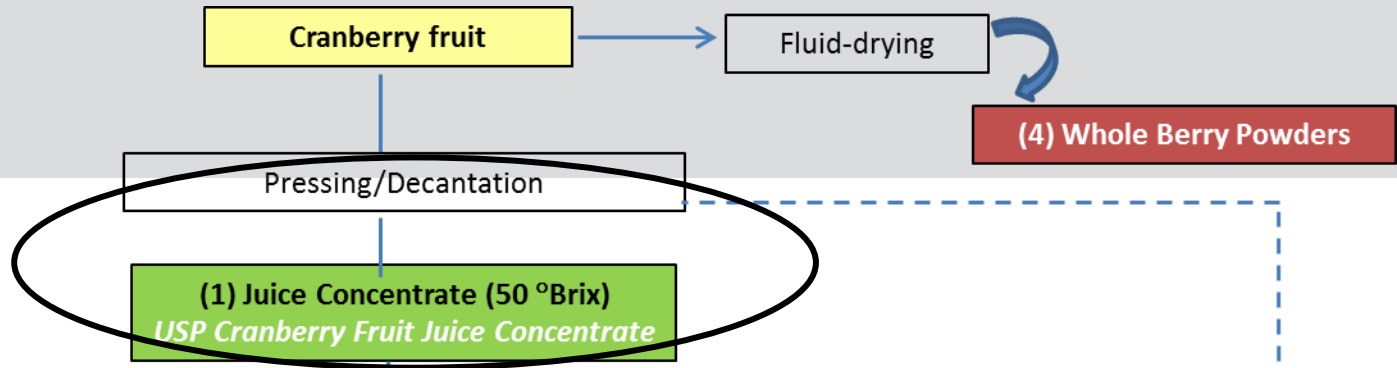 Cranberry fruit
Fluid-drying
(4) Whole Berry Powders
Pressing/Decantation
(1) Juice Concentrate (50 °Brix)
USP Cranberry Fruit Juice Concentrate